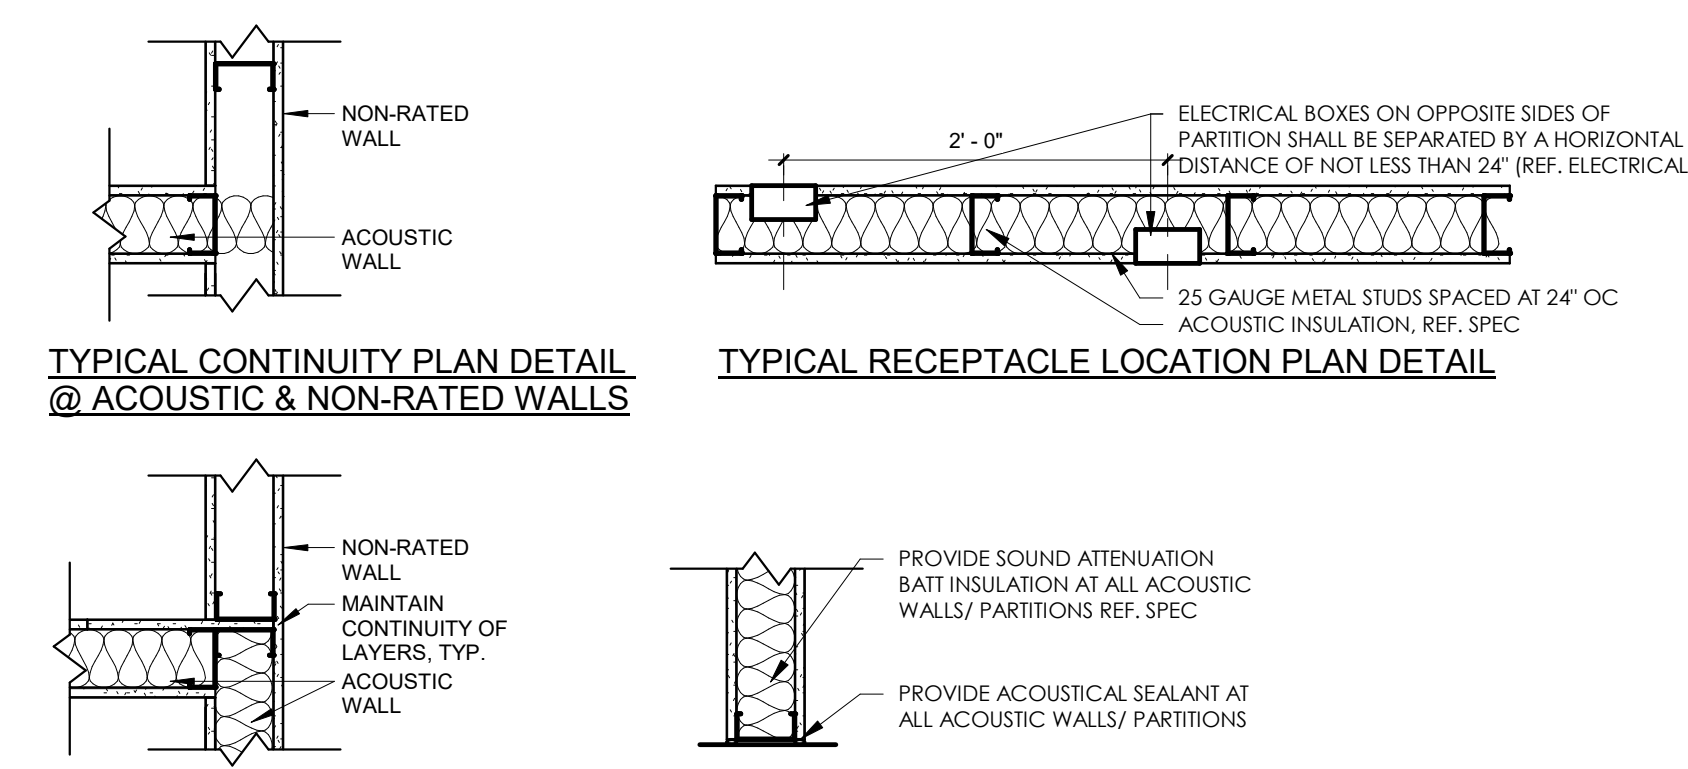 NON-RATED
WALL
ACOUSTIC
WALL
TYPICAL CONTINUITY PLAN DETAIL
@ ACOUSTIC & NON-RATED WALLS
2' - 0"
ELECTRICAL BOXES ON OPPOSITE SIDES OF
PARTITION SHALL BE SEPARATED BY A HORIZONTAL
DISTANCE OF NOT LESS THAN 24" (REF. ELECTRICAL
25 GAUGE METAL STUDS SPACED AT 24" OC
ACOUSTIC INSULATION, REF. SPEC
TYPICAL RECEPTACLE LOCATION PLAN DETAIL
NON-RATED
WALL
MAINTAIN
CONTINUITY OF
LAYERS, TYP.
ACOUSTIC
WALL
PROVIDE SOUND ATTENUATION
BATT INSULATION AT ALL ACOUSTIC
WALLS/ PARTITIONS REF. SPEC
PROVIDE ACOUSTICAL SEALANT AT
ALL ACOUSTIC WALLS/ PARTITIONS